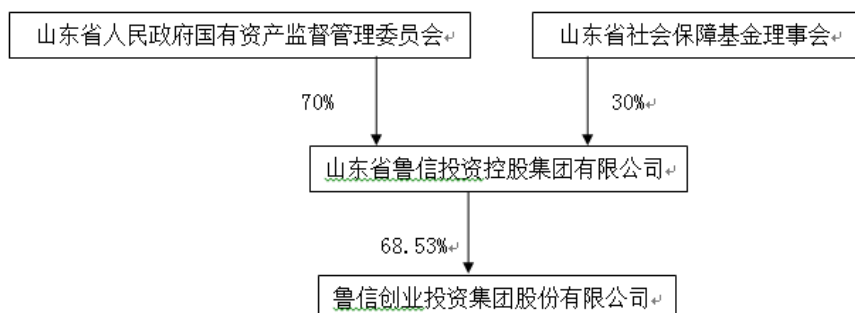 山东省人民政府国有资产监督管理委员会
山东省社会保障基金理事会
70%
30%
山东省鲁信投资控股集团有限公司
68.53%
鲁信创业投资集团股份有限公司